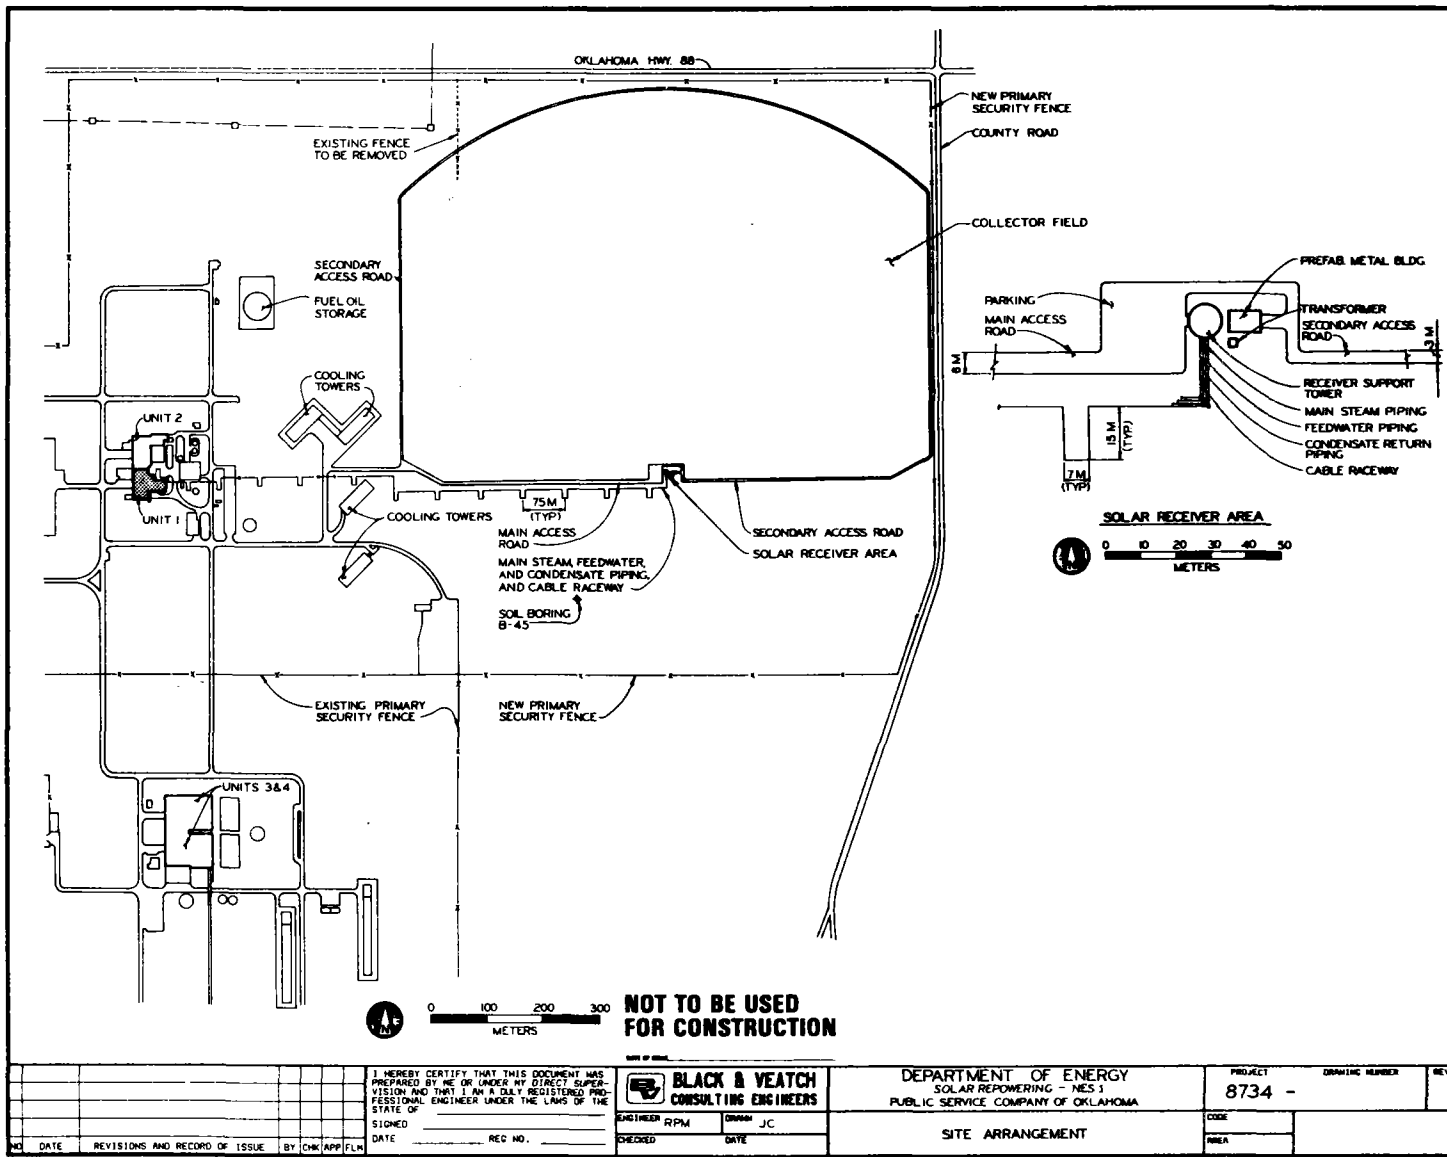 OKLAHOMA HWY. 88
NEW PRIMARY
SECURITY FENCE
COUNTY ROAD
EXISTING FENCE
TO BE REMOVED
COLLECTOR FIELD
SECONDARY
ACCESS ROAD
FUEL OIL
STORAGE
COOLING
TOWERS
UNIT 2
UNIT 1
COOLING TOWERS
75M
(TYP)
MAIN ACCESS
ROAD
SECONDARY ACCESS ROAD
SOLAR RECEIVER AREA
MAIN STEAM, FEEDWATER,
AND CONDENSATE PIPING,
AND CABLE RACEWAY
SOIL BORING
B-45
EXISTING PRIMARY
SECURITY FENCE
NEW PRIMARY
SECURITY FENCE
UNITS 3&4
PREFAB. METAL BLDG
PARKING
TRANSFORMER
MAIN ACCESS
ROAD
SECONDARY ACCESS
ROAD
3 M
6 M
RECEIVER SUPPORT
TOWER
MAIN STEAM PIPING
FEEDWATER PIPING
CONDENSATE RETURN
PIPING
CABLE RACEWAY
15 M
(TYP)
7M
(TYP)
SOLAR RECEIVER AREA
N
0 10 20 30 40 50
METERS
N
0 100 200 300
METERS
NOT TO BE USED
FOR CONSTRUCTION
I HEREBY CERTIFY THAT THIS DOCUMENT WAS
PREPARED BY ME OR UNDER MY DIRECT SUPER-
VISION AND THAT I AM A DULY REGISTERED PRO-
FESSIONAL ENGINEER UNDER THE LAWS OF THE
STATE OF
SIGNED
DATE REG NO.
NO DATE REVISIONS AND RECORD OF ISSUE BY CHK APP FLM
BV
BLACK & VEATCH
CONSULTING ENGINEERS
ENGINEER RPM DRAWN JC
CHECKED DATE
DEPARTMENT OF ENERGY
SOLAR REPOWERING - NES 1
PUBLIC SERVICE COMPANY OF OKLAHOMA
SITE ARRANGEMENT
PROJECT DRAWING NUMBER REV
8734 -
CODE
AREA